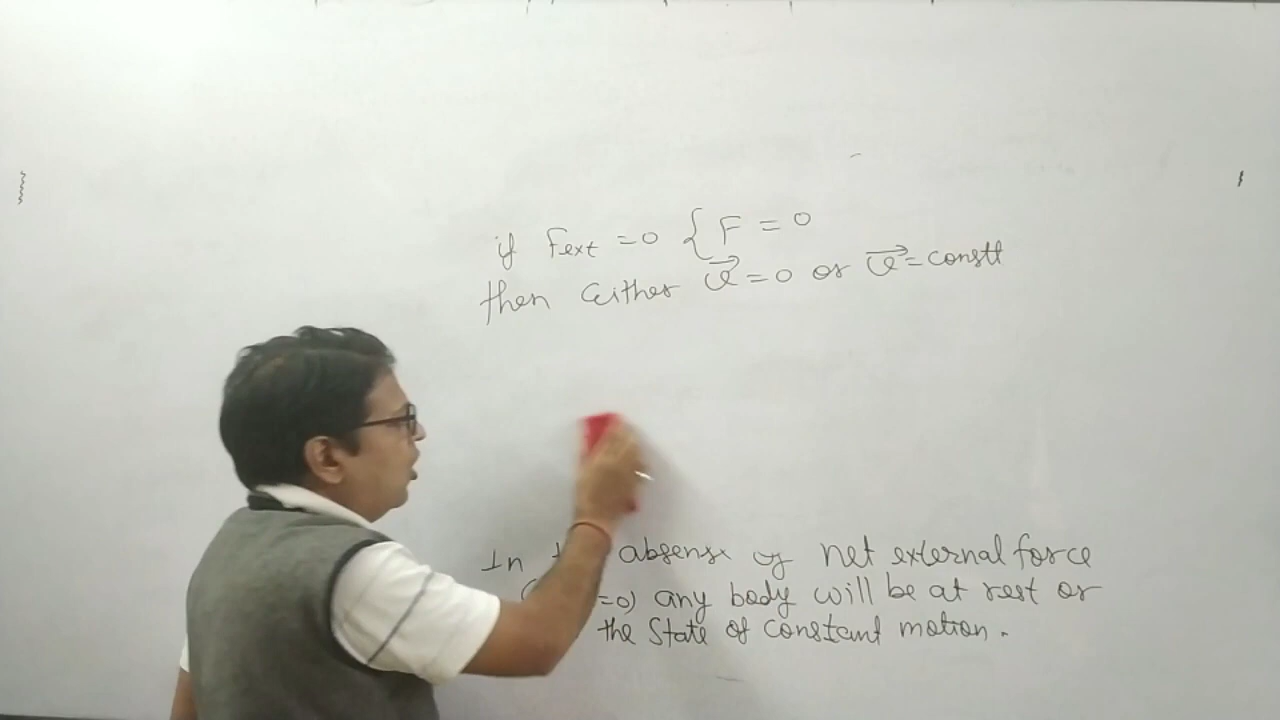 if Fext = 0 { F = 0
then either v⃗ = 0 or v⃗ = constt
In absense of net external force
=0) any body will be at rest or
the State of constant motion.